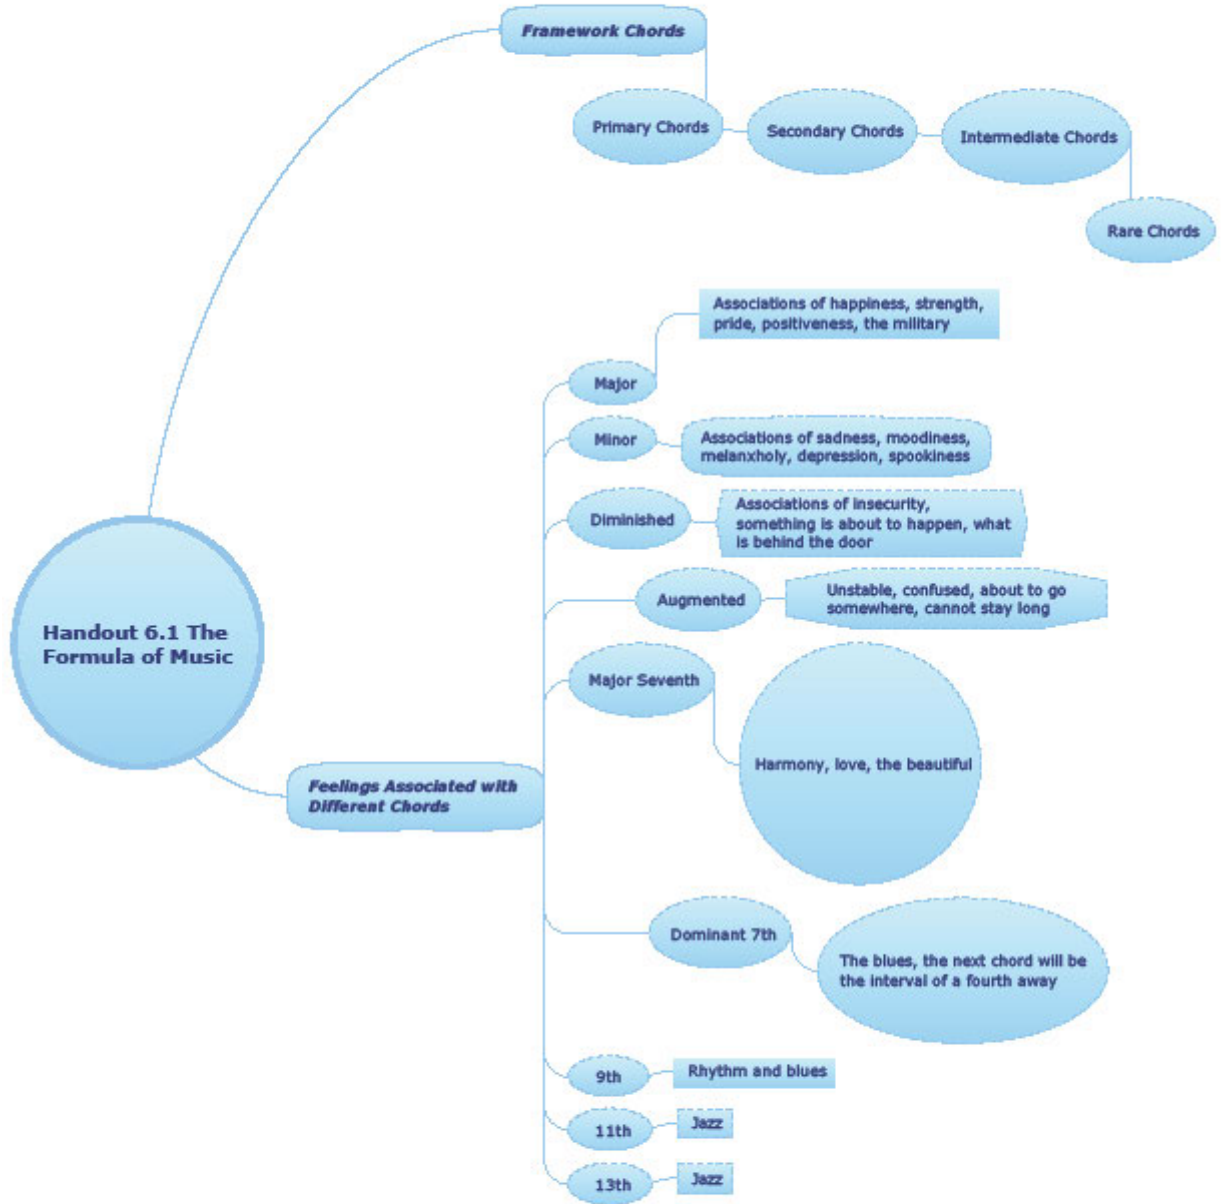 Framework Chords
Primary Chords
Secondary Chords
Intermediate Chords
Rare Chords
Handout 6.1 The
Formula of Music
Feelings Associated with
Different Chords
Major
Associations of happiness, strength,
pride, positiveness, the military
Minor
Associations of sadness, moodiness,
melanxholy, depression, spookiness
Diminished
Associations of insecurity,
something is about to happen, what
is behind the door
Augmented
Unstable, confused, about to go
somewhere, cannot stay long
Major Seventh
Harmony, love, the beautiful
Dominant 7th
The blues, the next chord will be
the interval of a fourth away
9th
Rhythm and blues
11th
Jazz
13th
Jazz